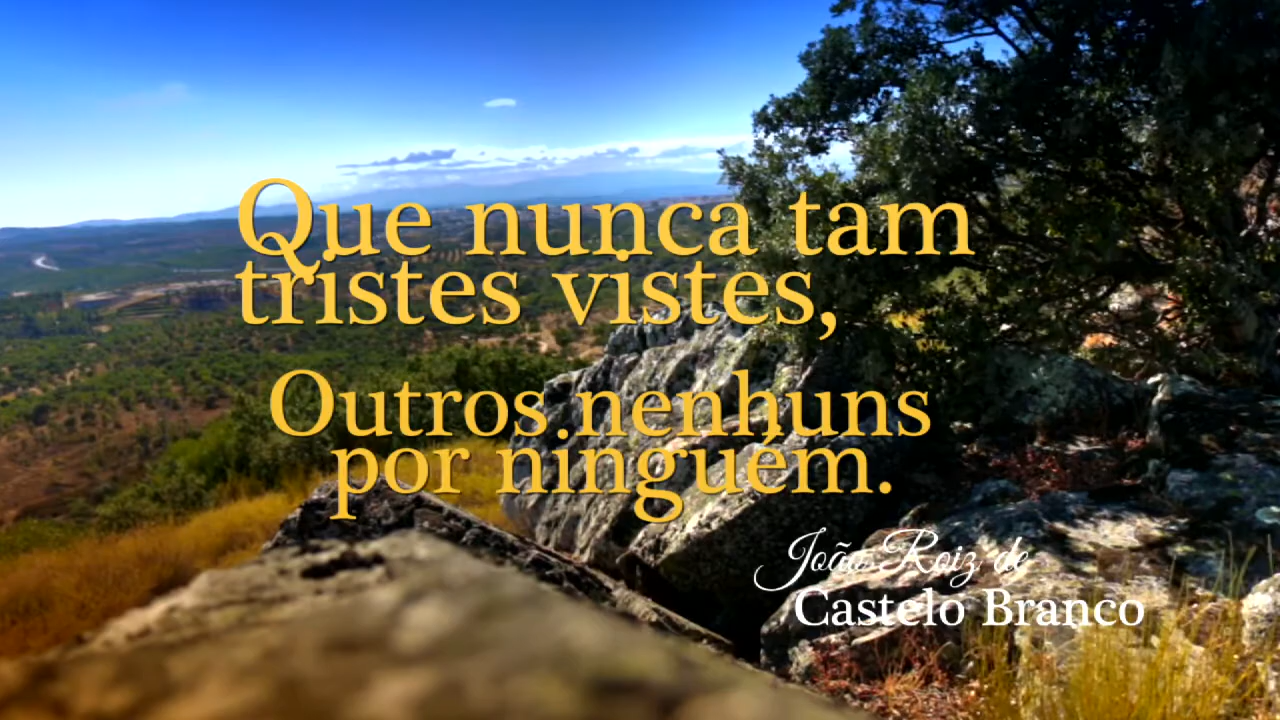 Que nunca tam
tristes vistes,
Outros nenhuns
por ninguém.
João Roiz de
Castelo Branco